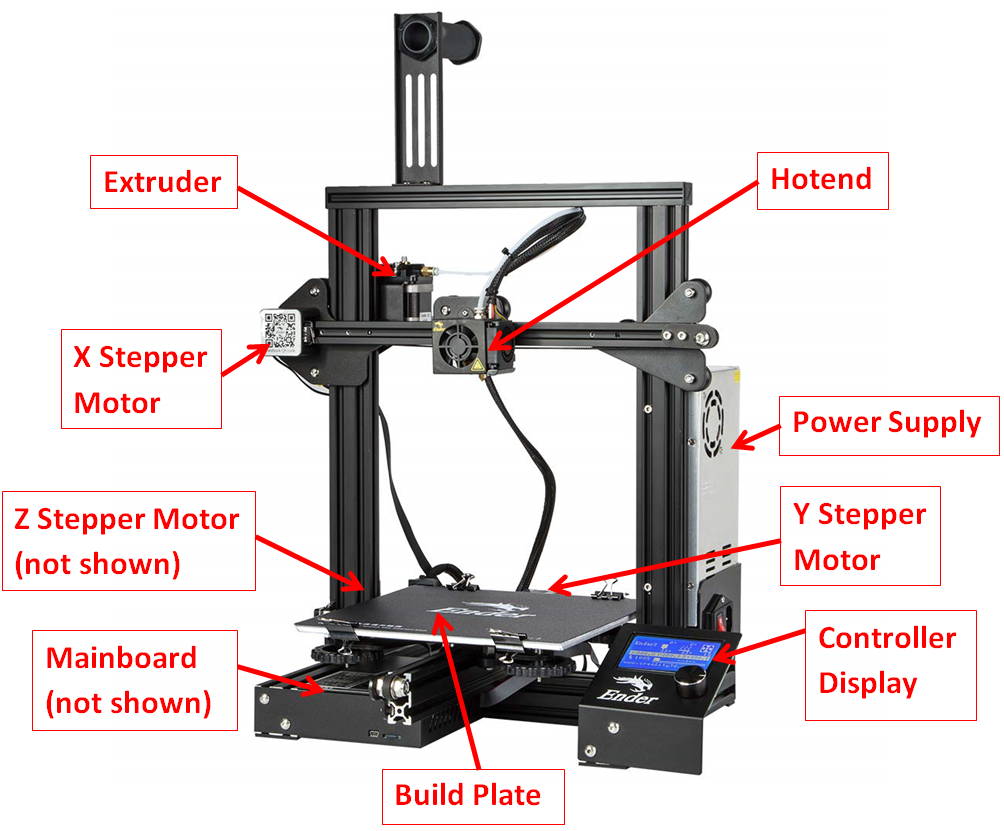 Extruder
Hotend
X Stepper
Motor
Power Supply
Z Stepper Motor
(not shown)
Y Stepper
Motor
Ender
Mainboard
(not shown)
Controller
Display
Ender
Build Plate